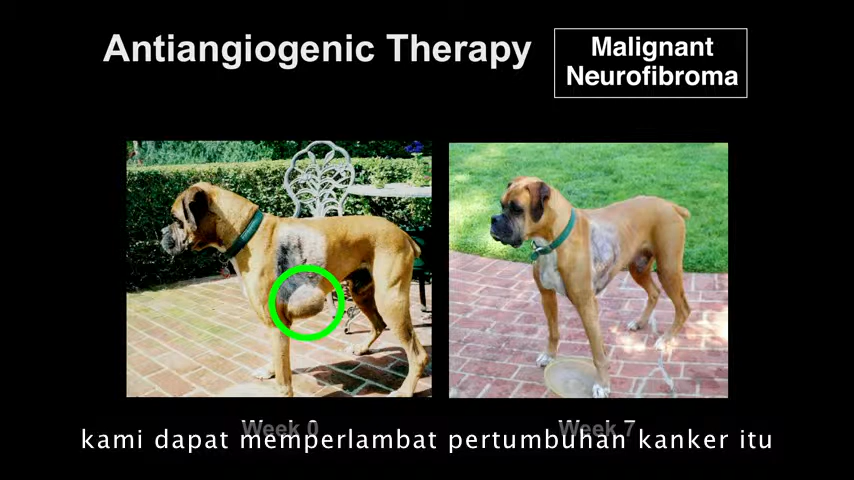 Antiangiogenic Therapy
Malignant
Neurofibroma
Week 0
Week 7
kami dapat memperlambat pertumbuhan kanker itu